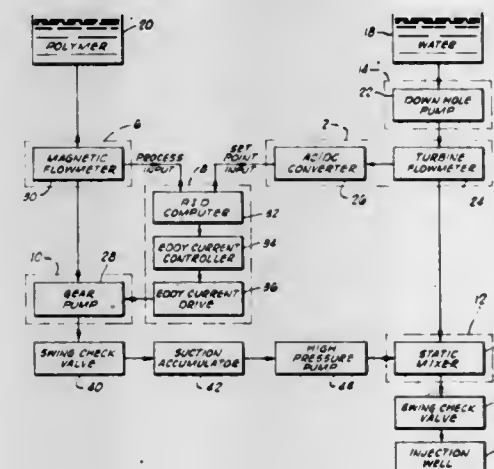 20
18
POLYMER
WATER
14
22
DOWN HOLE
PUMP
6
2
MAGNETIC
FLOWMETER
PROCESS
INPUT
SET
POINT
INPUT
AC/DC
CONVERTER
TURBINE
FLOWMETER
30
8
26
24
P.I.D
COMPUTER
32
EDDY CURRENT
CONTROLLER
34
10
28
GEAR
PUMP
EDDY CURRENT
DRIVE
36
12
SWING CHECK
VALVE
SUCTION
ACCUMULATOR
HIGH
PRESSURE
PUMP
STATIC
MIXER
40
42
44
SWING CHECK
VALVE
INJECTION
WELL